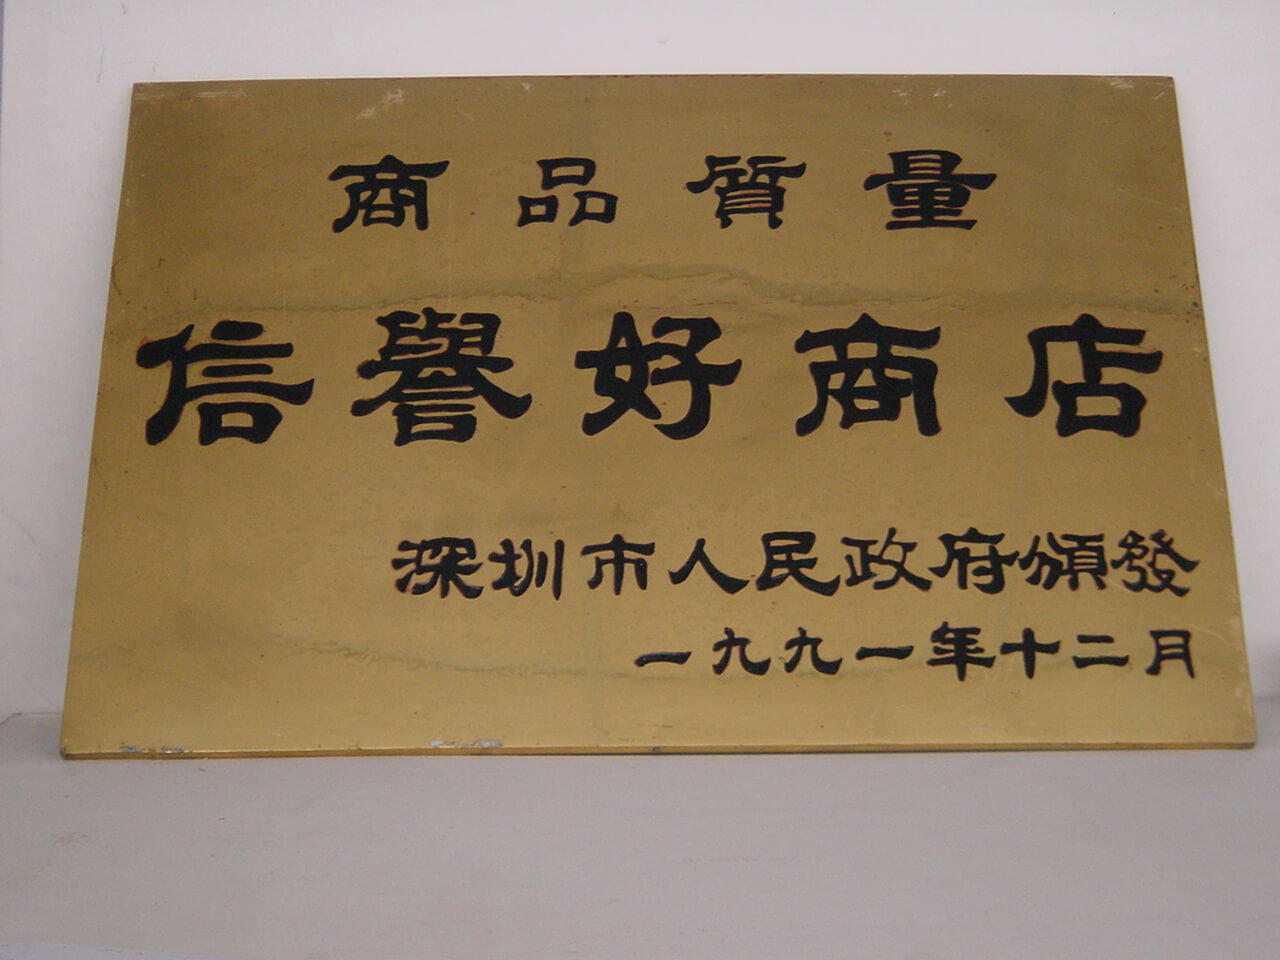 商品質量
信譽好商店
深圳市人民政府頒發
一九九一年十二月